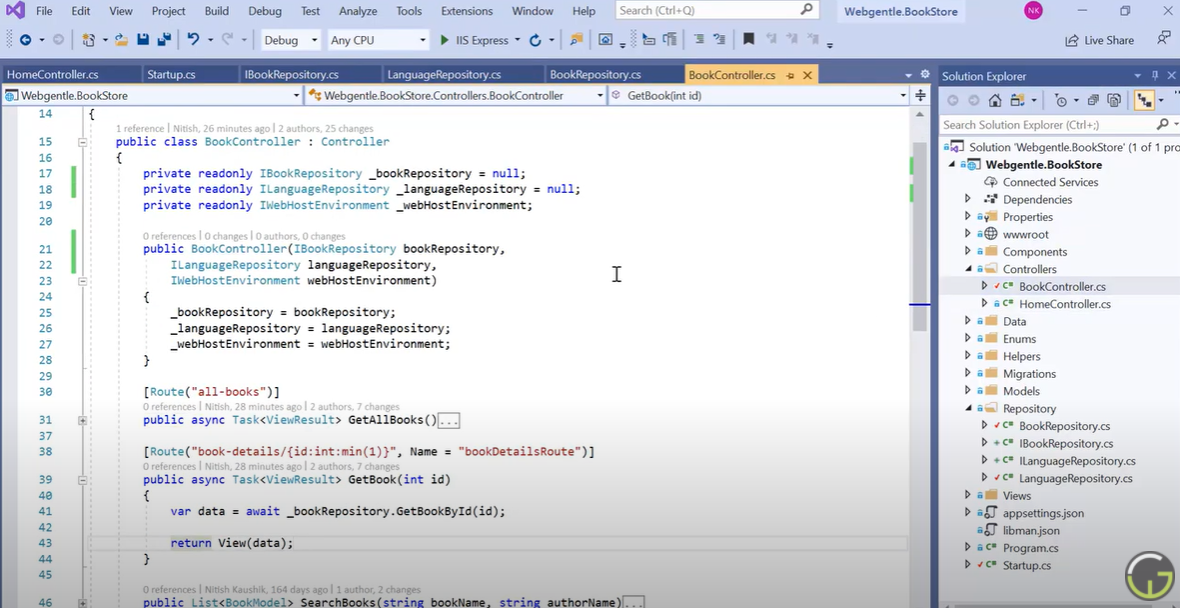 File Edit View Project Build Debug Test Analyze Tools Extensions Window Help Search (Ctrl+Q) Webgentle.BookStore NK
Debug Any CPU IIS Express Live Share
HomeController.cs Startup.cs IBookRepository.cs LanguageRepository.cs BookRepository.cs BookController.cs
Webgentle.BookStore Webgentle.BookStore.Controllers.BookController GetBook(int id)
14 {
1 reference | Nitish, 26 minutes ago | 2 authors, 25 changes
15 public class BookController : Controller
16 {
17 private readonly IBookRepository _bookRepository = null;
18 private readonly ILanguageRepository _languageRepository = null;
19 private readonly IWebHostEnvironment _webHostEnvironment;
20
0 references | 0 changes | 0 authors, 0 changes
21 public BookController(IBookRepository bookRepository,
22 ILanguageRepository languageRepository,
23 IWebHostEnvironment webHostEnvironment)
24 {
25 _bookRepository = bookRepository;
26 _languageRepository = languageRepository;
27 _webHostEnvironment = webHostEnvironment;
28 }
29
30 [Route("all-books")]
0 references | Nitish, 28 minutes ago | 2 authors, 7 changes
31 public async Task<ViewResult> GetAllBooks()...
37
38 [Route("book-details/{id:int:min(1)}", Name = "bookDetailsRoute")]
0 references | Nitish, 28 minutes ago | 2 authors, 7 changes
39 public async Task<ViewResult> GetBook(int id)
40 {
41 var data = await _bookRepository.GetBookById(id);
42
43 return View(data);
44 }
45
0 references | Nitish Kaushik, 164 days ago | 1 author, 2 changes
46 public List<BookModel> SearchBooks(string bookName, string authorName)...
Solution Explorer
Search Solution Explorer (Ctrl+;)
Solution 'Webgentle.BookStore' (1 of 1 pro
Webgentle.BookStore
Connected Services
Dependencies
Properties
wwwroot
Components
Controllers
BookController.cs
HomeController.cs
Data
Enums
Helpers
Migrations
Models
Repository
BookRepository.cs
IBookRepository.cs
ILanguageRepository.cs
LanguageRepository.cs
Views
appsettings.json
libman.json
Program.cs
Startup.cs